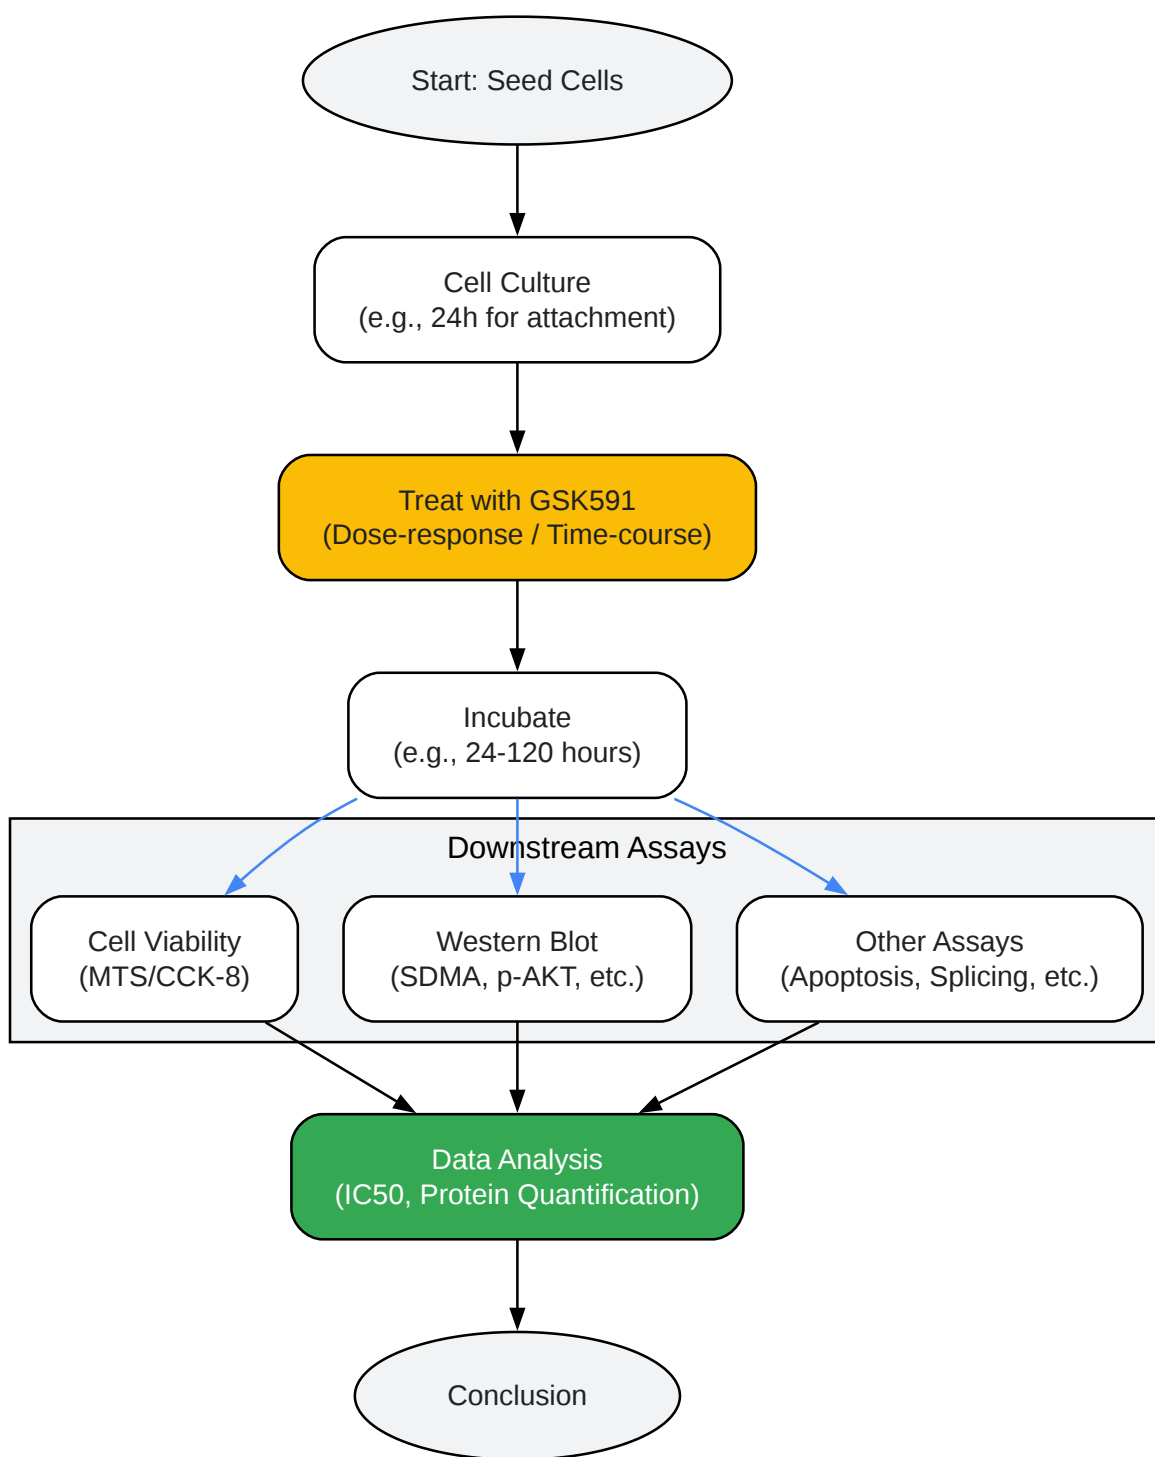 Start: Seed Cells
Cell Culture
(e.g., 24h for attachment)
Treat with GSK591
(Dose-response / Time-course)
Incubate
(e.g., 24-120 hours)
Downstream Assays
Cell Viability
(MTS/CCK-8)
Western Blot
(SDMA, p-AKT, etc.)
Other Assays
(Apoptosis, Splicing, etc.)
Data Analysis
(IC50, Protein Quantification)
Conclusion